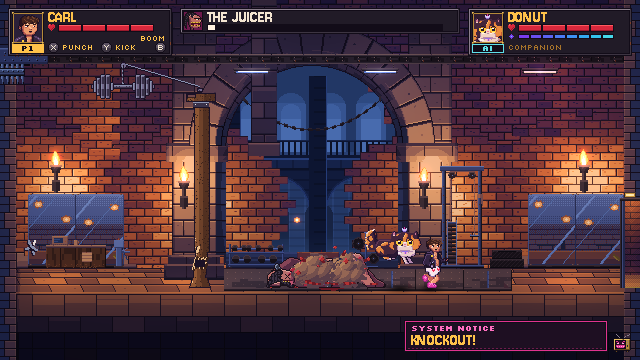 CARL
P1
X PUNCH Y KICK
BOOM
B
THE JUICER
DONUT
AI
COMPANION
SYSTEM NOTICE
KNOCKOUT!